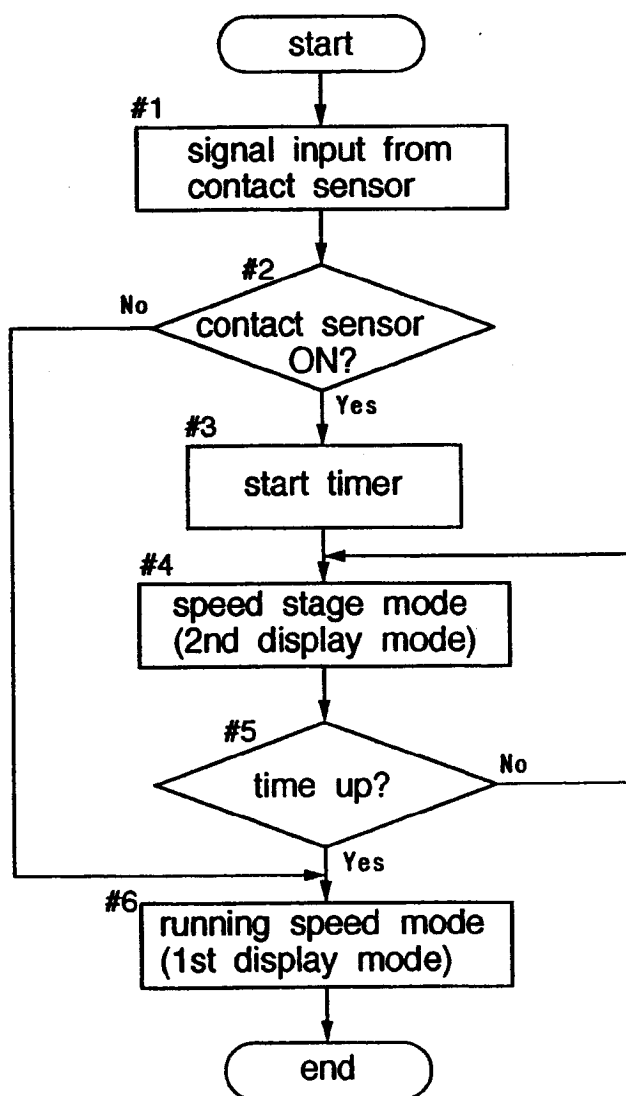 start
#1
signal input from
contact sensor
#2
No
contact sensor
ON?
Yes
#3
start timer
#4
speed stage mode
(2nd display mode)
#5
time up?
No
Yes
#6
running speed mode
(1st display mode)
end